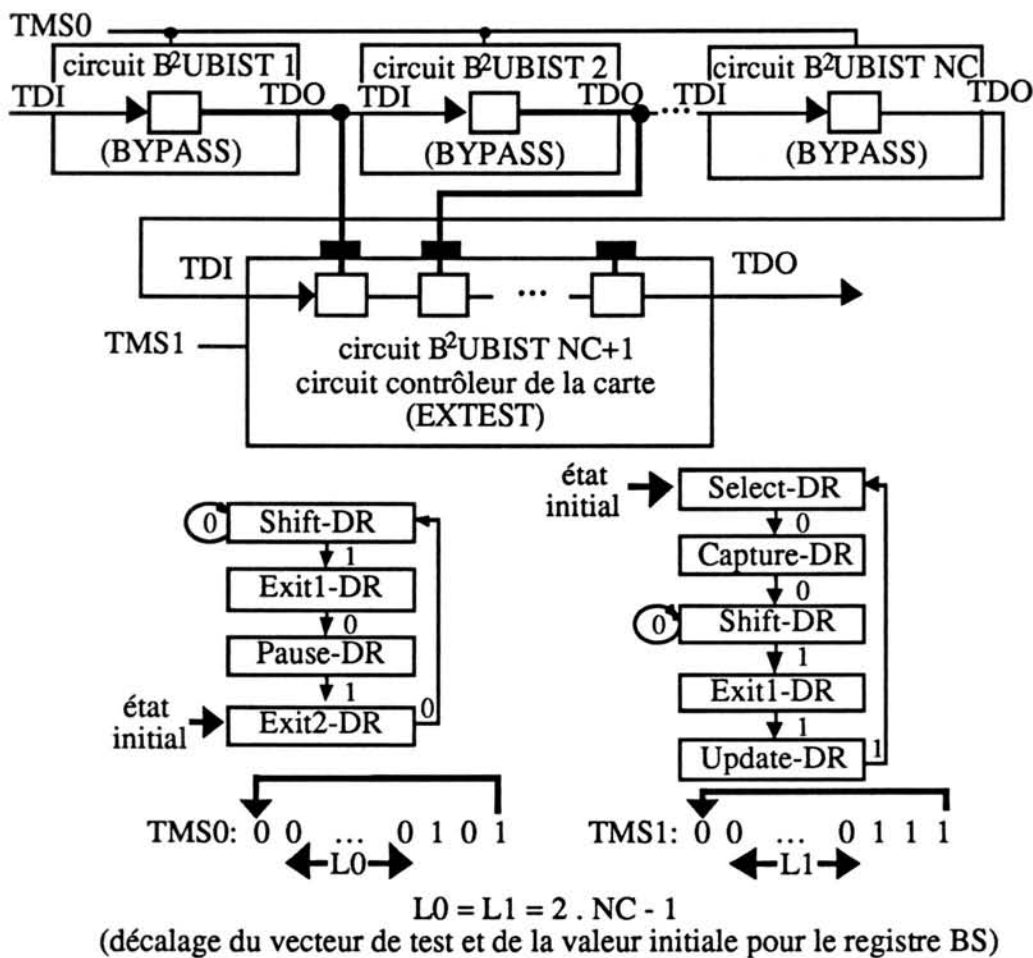 TMS0
circuit B²UBIST 1
circuit B²UBIST 2
circuit B²UBIST NC
TDI
TDO
TDI
TDO
...
TDI
TDO
(BYPASS)
(BYPASS)
(BYPASS)
TDI
TDO
...
TMS1
circuit B²UBIST NC+1
circuit contrôleur de la carte
(EXTEST)
état
initial
Select-DR
0
Shift-DR
0
Capture-DR
1
0
Exit1-DR
0
Shift-DR
0
1
Pause-DR
Exit1-DR
1
1
état
initial
Exit2-DR
0
Update-DR
1
TMS0: 0 0 ... 0 1 0 1
TMS1: 0 0 ... 0 1 1 1
L0
L1
L0 = L1 = 2 . NC - 1
(décalage du vecteur de test et de la valeur initiale pour le registre BS)